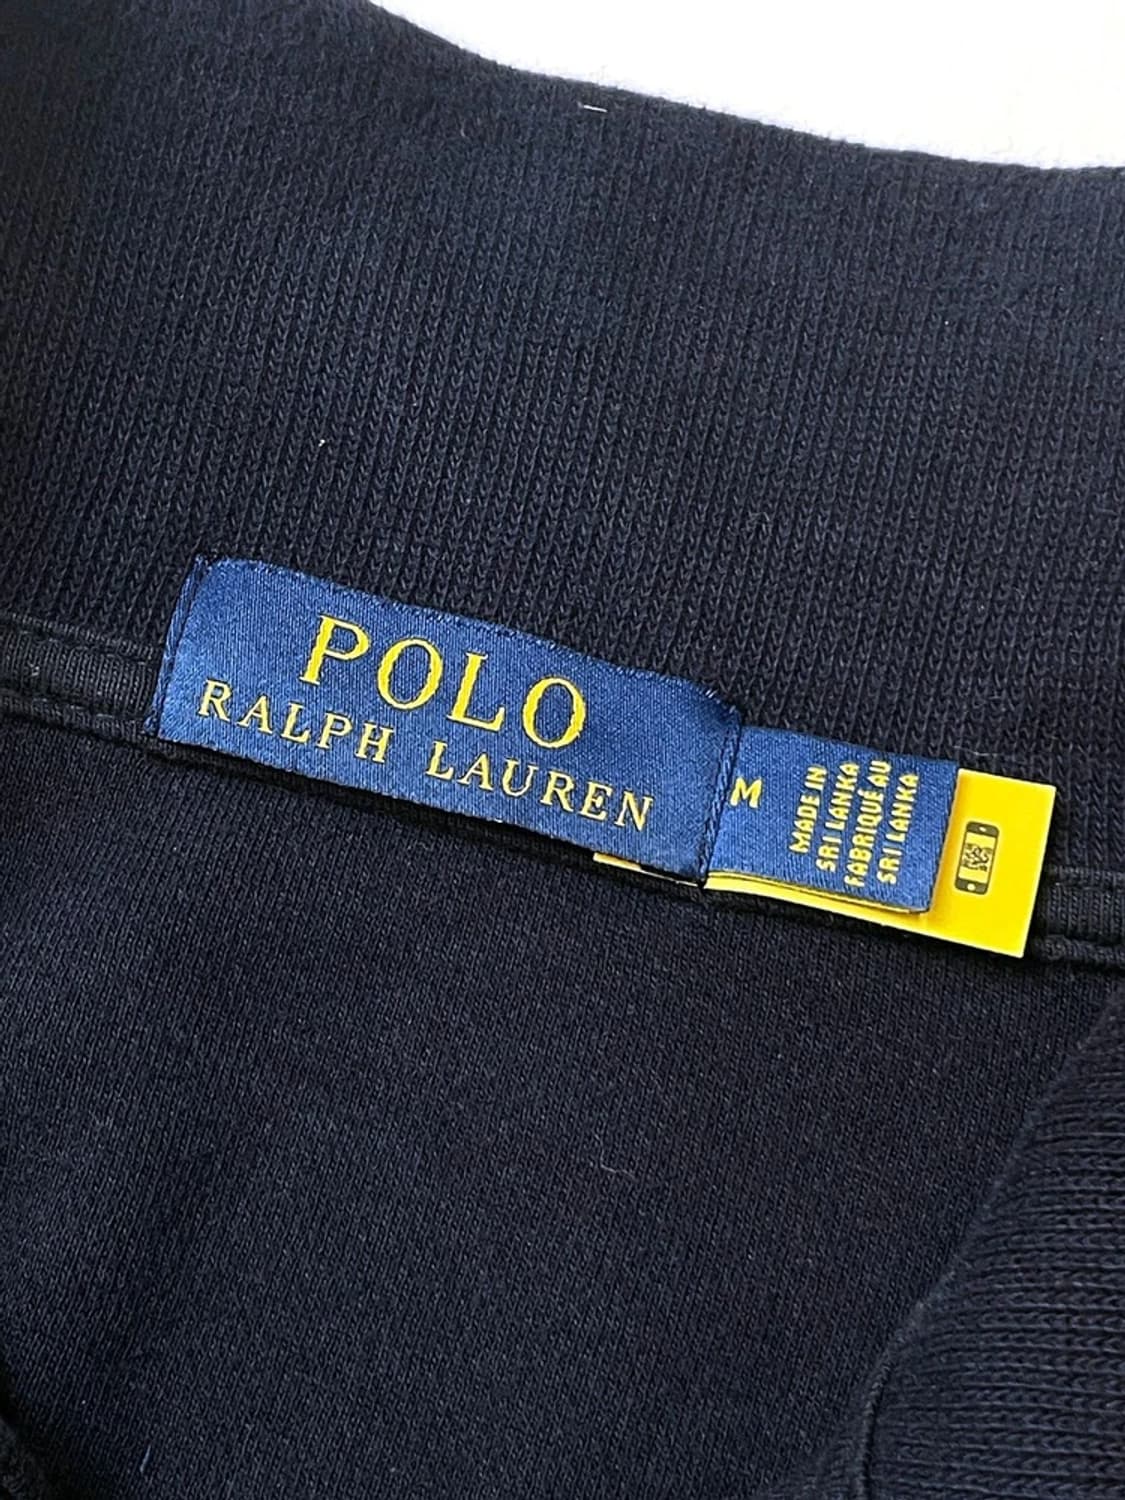 POLO
RALPH LAUREN
M
MADE IN
SRI LANKA
FABRIQUÉ AU
SRI LANKA